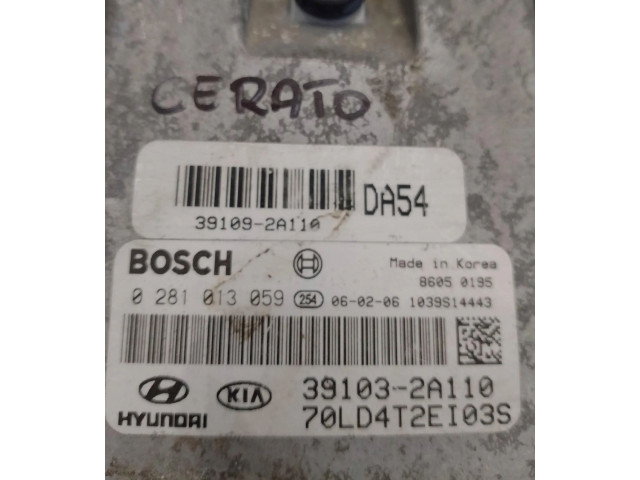 CERATO
DA54
39109-2A110
BOSCH Made in Korea
8605 0195
0 281 013 059 254 06-02-06 1039S14443
HYUNDAI KIA 39103-2A110
70LD4T2EI03S